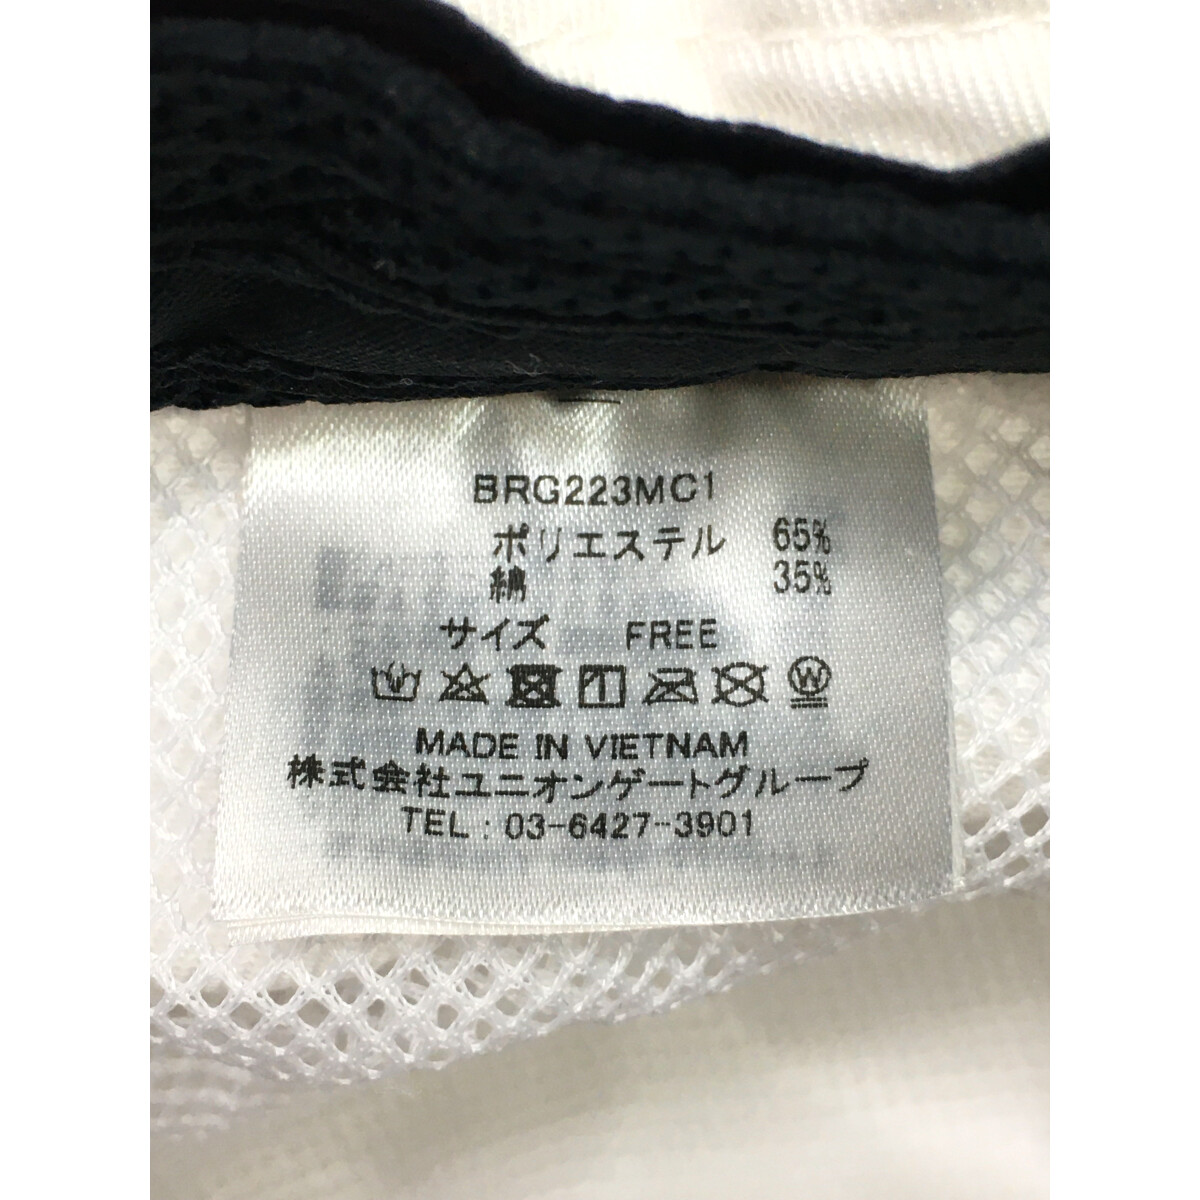 BRG223MC1
ポリエステル 65%
綿 35%
サイズ FREE
MADE IN VIETNAM
株式会社ユニオンゲートグループ
TEL : 03-6427-3901